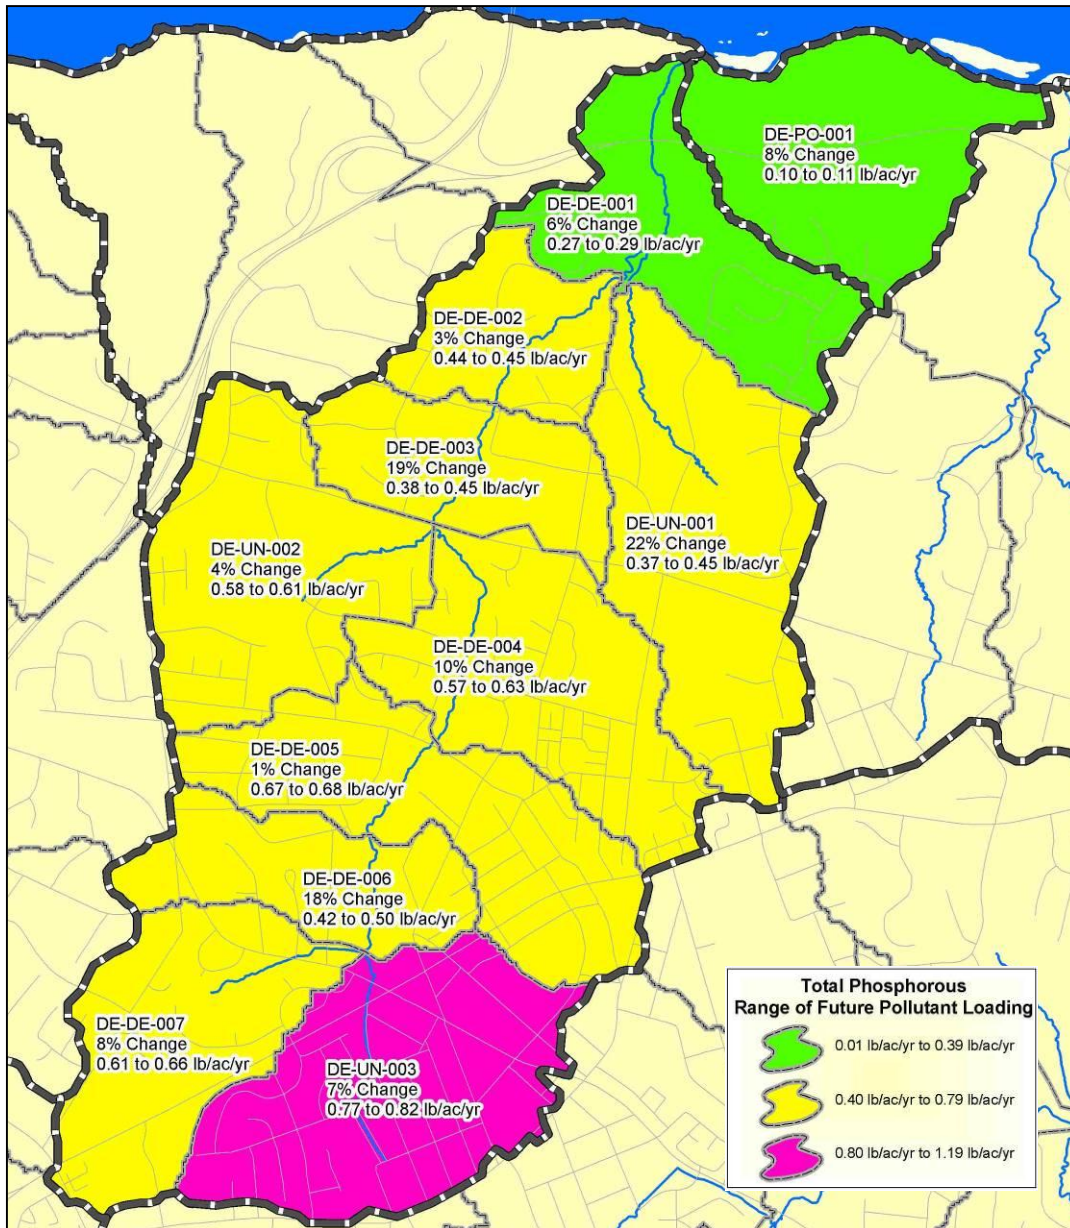 DE-PO-001
8% Change
0.10 to 0.11 lb/ac/yr
DE-DE-001
6% Change
0.27 to 0.29 lb/ac/yr
DE-DE-002
3% Change
0.44 to 0.45 lb/ac/yr
DE-DE-003
19% Change
0.38 to 0.45 lb/ac/yr
DE-UN-001
22% Change
0.37 to 0.45 lb/ac/yr
DE-UN-002
4% Change
0.58 to 0.61 lb/ac/yr
DE-DE-004
10% Change
0.57 to 0.63 lb/ac/yr
DE-DE-005
1% Change
0.67 to 0.68 lb/ac/yr
DE-DE-006
18% Change
0.42 to 0.50 lb/ac/yr
DE-DE-007
8% Change
0.61 to 0.66 lb/ac/yr
DE-UN-003
7% Change
0.77 to 0.82 lb/ac/yr
Total Phosphorous
Range of Future Pollutant Loading
0.01 lb/ac/yr to 0.39 lb/ac/yr
0.40 lb/ac/yr to 0.79 lb/ac/yr
0.80 lb/ac/yr to 1.19 lb/ac/yr